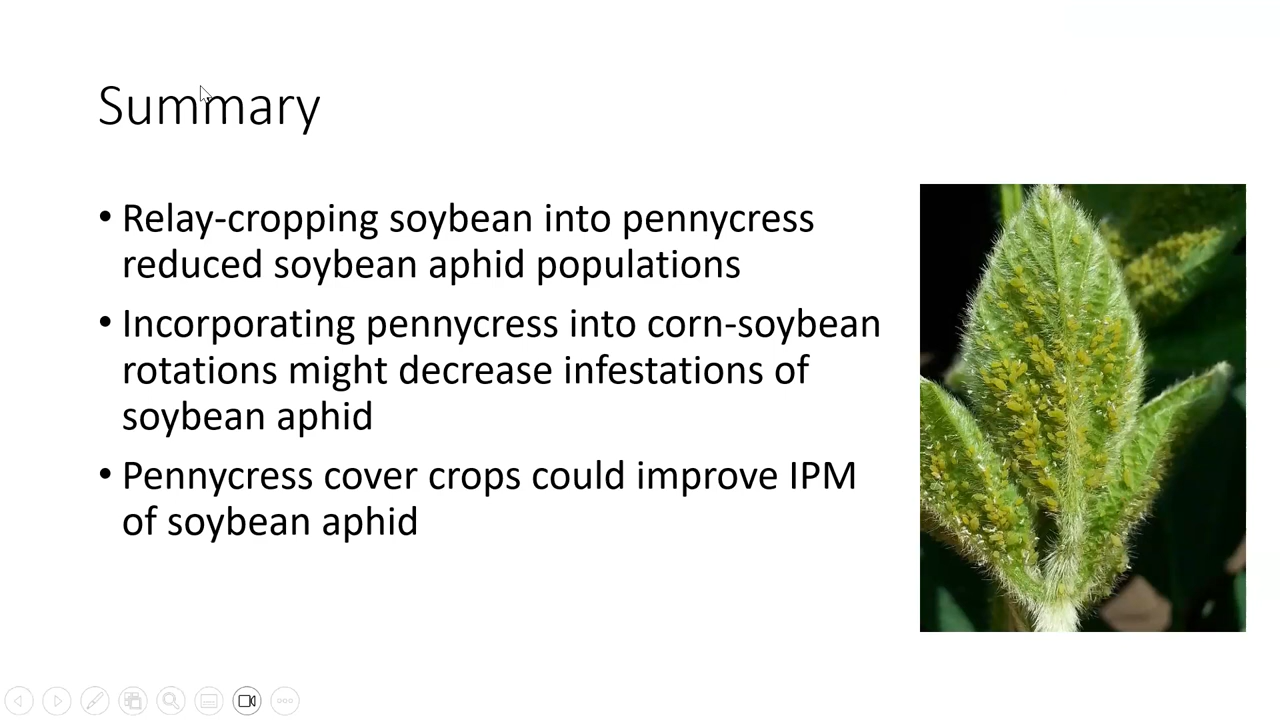 Summary
• Relay-cropping soybean into pennycress
reduced soybean aphid populations
• Incorporating pennycress into corn-soybean
rotations might decrease infestations of
soybean aphid
• Pennycress cover crops could improve IPM
of soybean aphid